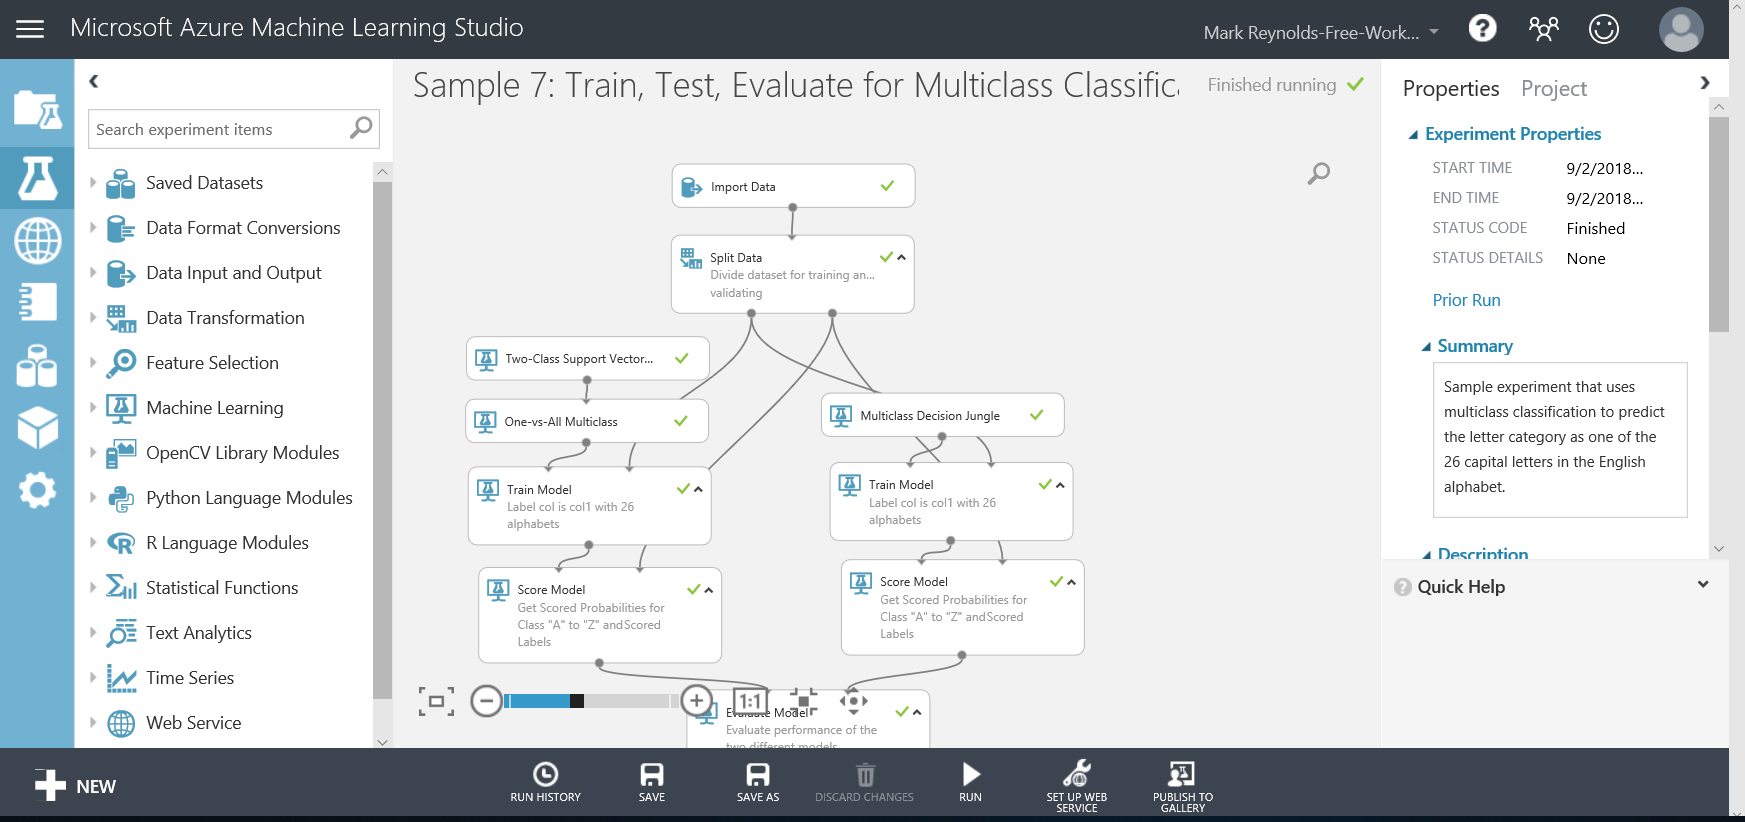 Microsoft Azure Machine Learning Studio
Mark Reynolds-Free-Work...
Search experiment items
Saved Datasets
Data Format Conversions
Data Input and Output
Data Transformation
Feature Selection
Machine Learning
OpenCV Library Modules
Python Language Modules
R Language Modules
Statistical Functions
Text Analytics
Time Series
Web Service
Sample 7: Train, Test, Evaluate for Multiclass Classific
Finished running
Import Data
Split Data
Divide dataset for training an...
validating
Two-Class Support Vector...
One-vs-All Multiclass
Multiclass Decision Jungle
Train Model
Label col is col1 with 26
alphabets
Train Model
Label col is col1 with 26
alphabets
Score Model
Get Scored Probabilities for
Class "A" to "Z" and Scored
Labels
Score Model
Get Scored Probabilities for
Class "A" to "Z" and Scored
Labels
1:1
Evaluate Model
Evaluate performance of the
two different models
Properties Project
Experiment Properties
START TIME 9/2/2018...
END TIME 9/2/2018...
STATUS CODE Finished
STATUS DETAILS None
Prior Run
Summary
Sample experiment that uses
multiclass classification to predict
the letter category as one of the
26 capital letters in the English
alphabet.
Description
Quick Help
NEW
RUN HISTORY
SAVE
SAVE AS
DISCARD CHANGES
RUN
SET UP WEB
SERVICE
PUBLISH TO
GALLERY